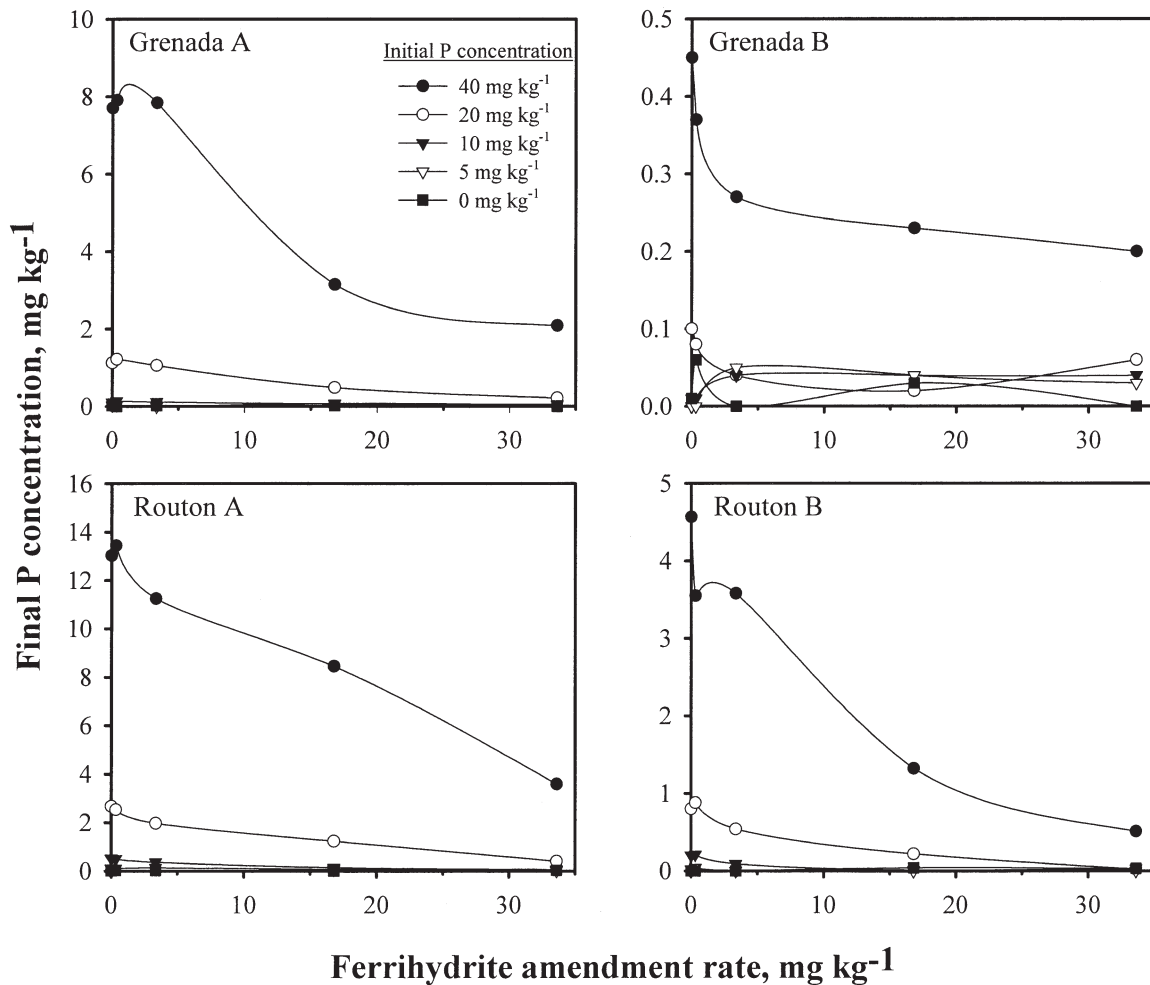 Final P concentration, mg kg-1
Grenada A
10
8
6
4
2
0
0 10 20 30
Initial P concentration
40 mg kg-1
20 mg kg-1
10 mg kg-1
5 mg kg-1
0 mg kg-1
Grenada B
0.5
0.4
0.3
0.2
0.1
0.0
0 10 20 30
Routon A
16
14
12
10
8
6
4
2
0
0 10 20 30
Routon B
5
4
3
2
1
0
0 10 20 30
Ferrihydrite amendment rate, mg kg-1